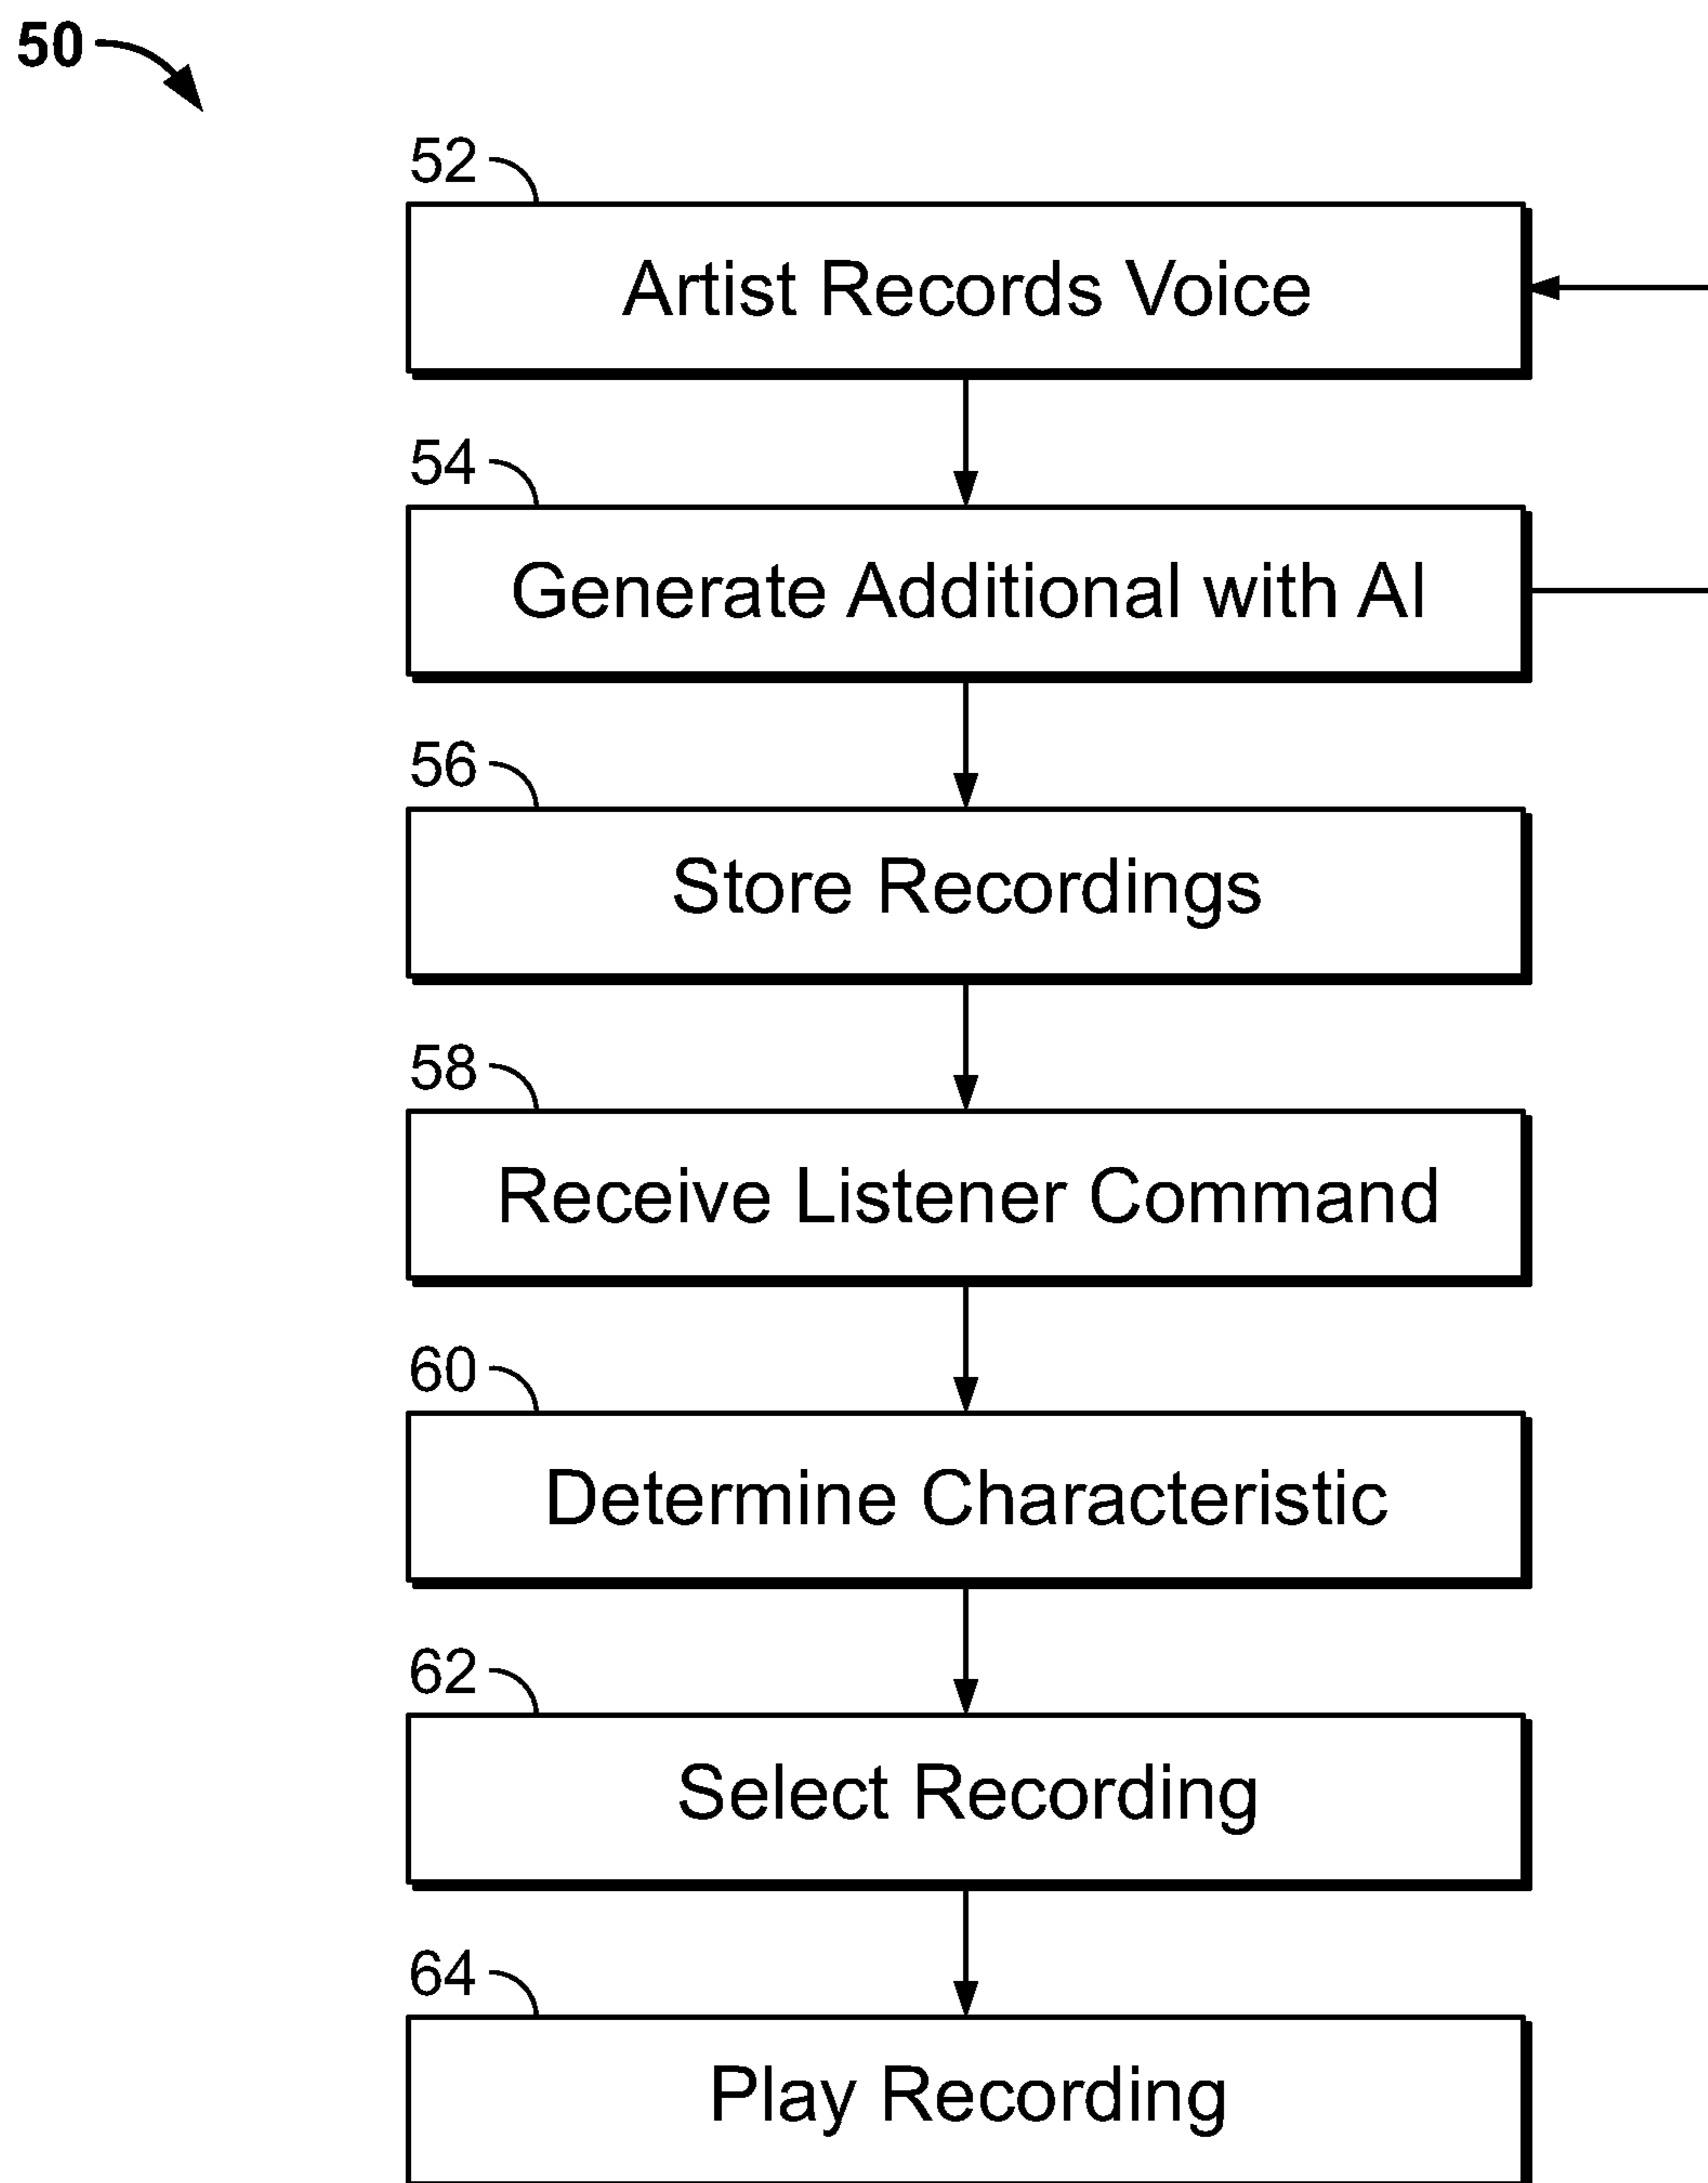 50
52
Artist Records Voice
54
Generate Additional with AI
56
Store Recordings
58
Receive Listener Command
60
Determine Characteristic
62
Select Recording
64
Play Recording